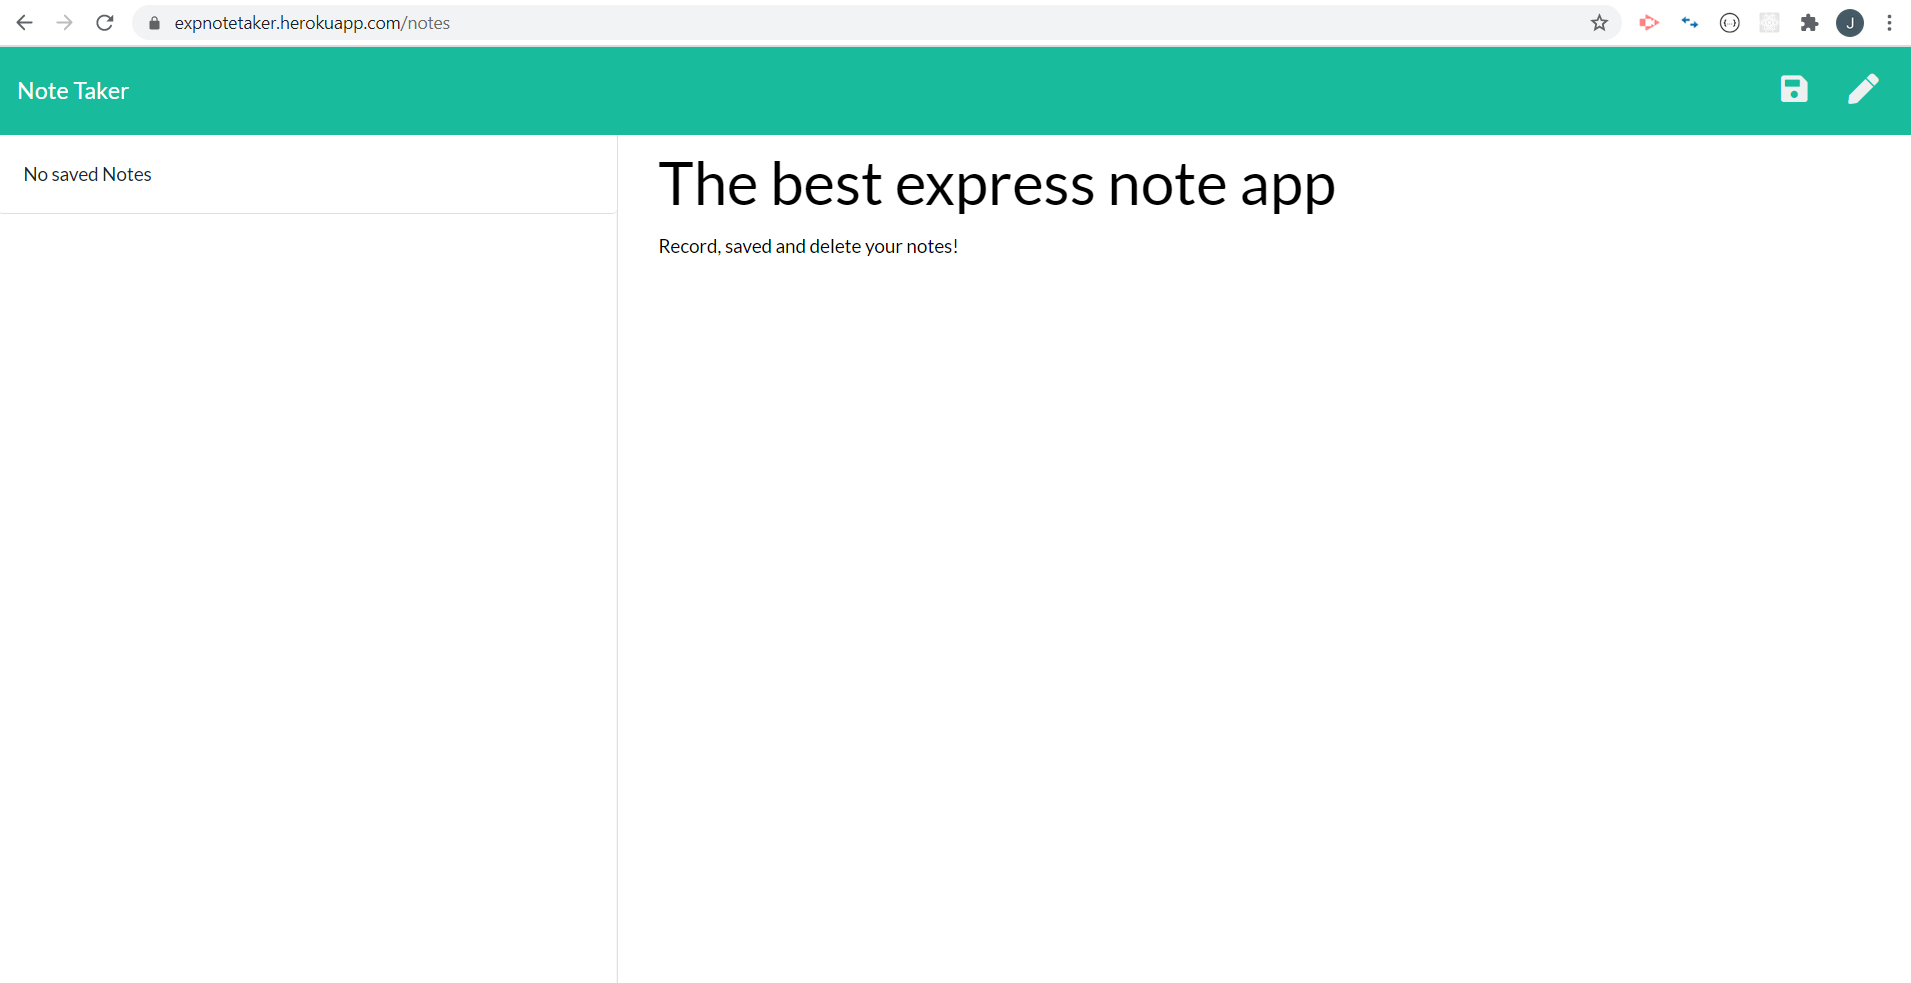 expnotetaker.herokuapp.com/notes
J
Note Taker
No saved Notes
The best express note app
Record, saved and delete your notes!